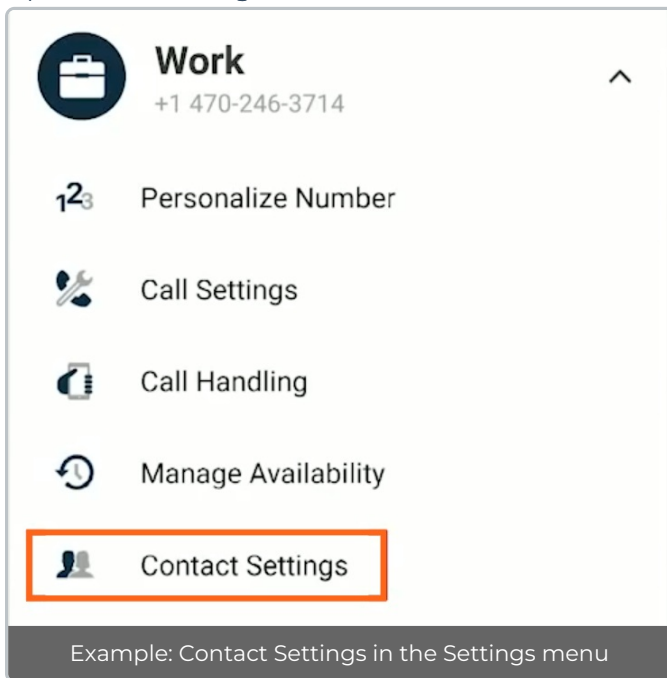 Work
+1 470-246-3714
123
Personalize Number
Call Settings
Call Handling
Manage Availability
Contact Settings
Example: Contact Settings in the Settings menu